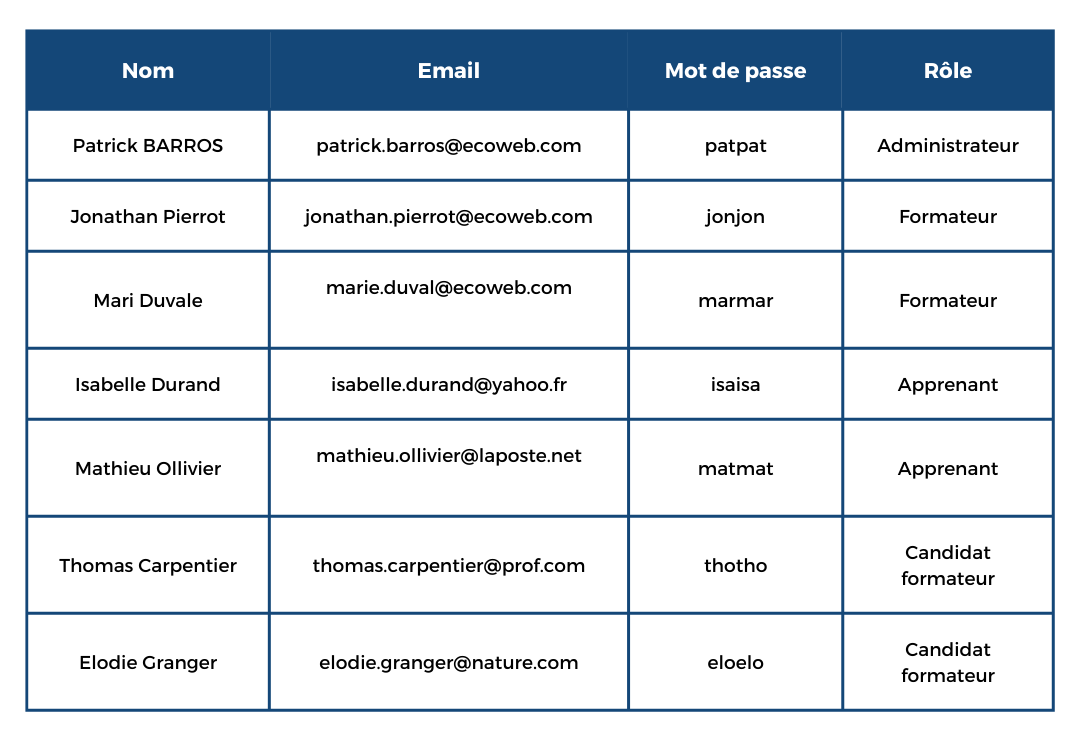 Nom Email Mot de passe Rôle
Patrick BARROS patrick.barros@ecoweb.com patpat Administrateur
Jonathan Pierrot jonathan.pierrot@ecoweb.com jonjon Formateur
Mari Duvale marie.duval@ecoweb.com marmar Formateur
Isabelle Durand isabelle.durand@yahoo.fr isaisa Apprenant
Mathieu Ollivier mathieu.ollivier@laposte.net matmat Apprenant
Thomas Carpentier thomas.carpentier@prof.com thotho Candidat
formateur
Elodie Granger elodie.granger@nature.com eloelo Candidat
formateur